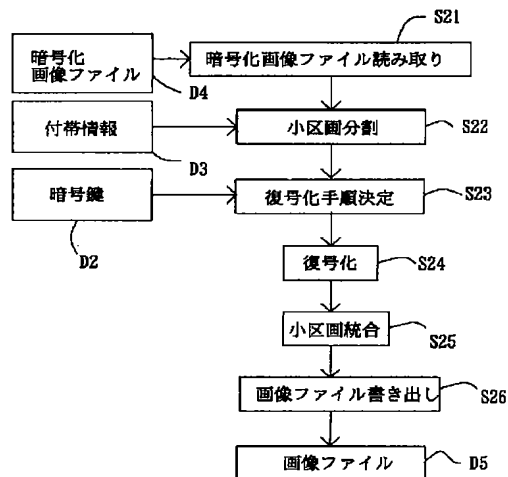 S21
暗号化
画像ファイル
暗号化画像ファイル読み取り
D4
付帯情報
小区画分割
S22
D3
暗号鍵
復号化手順決定
S23
D2
復号化
S24
小区画統合
S25
画像ファイル書き出し
S26
画像ファイル
D5